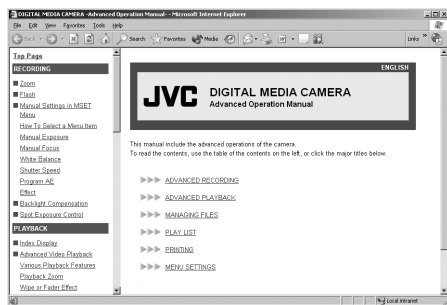 DIGITAL MEDIA CAMERA -Advanced Operation Manual- - Microsoft Internet Explorer
File Edit View Favorites Tools Help
Back Search Favorites Media Links »
Top Page
RECORDING
Zoom
Flash
Manual Settings in MSET
Menu
How To Select a Menu Item
Manual Exposure
Manual Focus
White Balance
Shutter Speed
Program AE
Effect
Backlight Compensation
Spot Exposure Control
PLAYBACK
Index Display
Advanced Video Playback
Various Playback Features
Playback Zoom
Wipe or Fader Effect
ENGLISH
JVC
DIGITAL MEDIA CAMERA
Advanced Operation Manual
This manual include the advanced operations of the camera.
To read the contents, use the table of the contents on the left, or click the major titles below.
ADVANCED RECORDING
ADVANCED PLAYBACK
MANAGING FILES
PLAY LIST
PRINTING
MENU SETTINGS
Local intranet